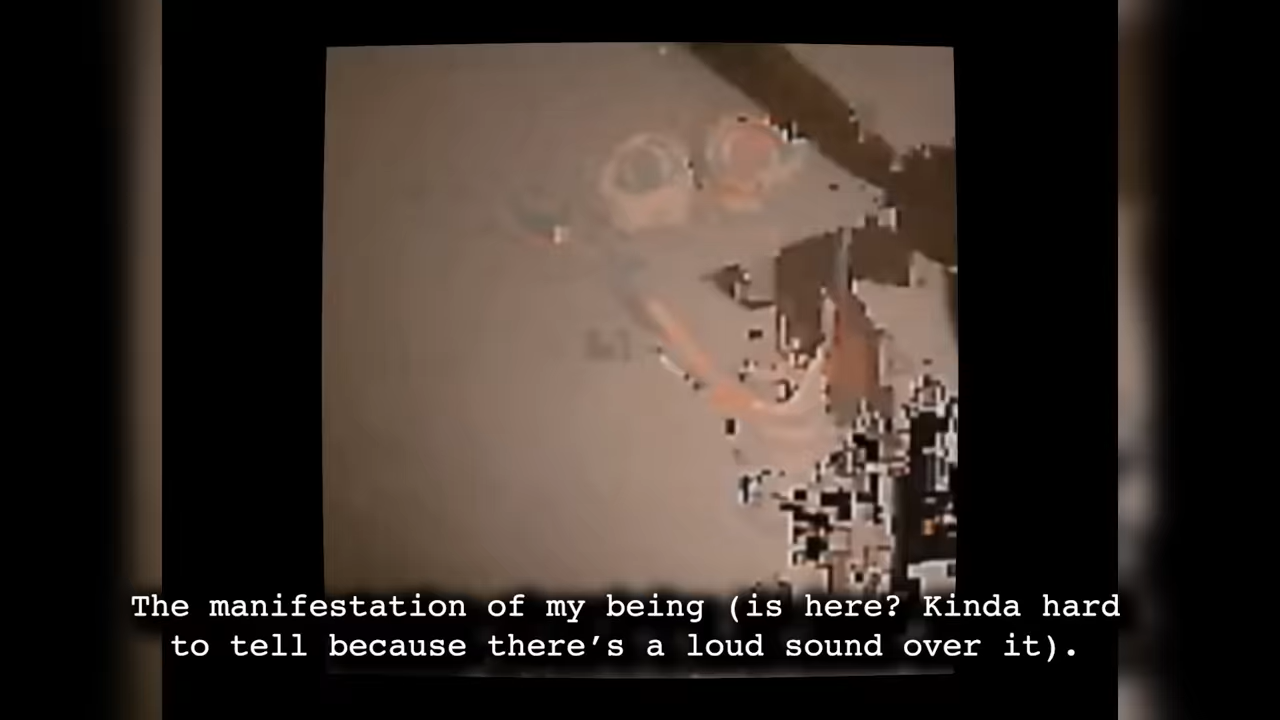 The manifestation of my being (is here? Kinda hard
to tell because there’s a loud sound over it).